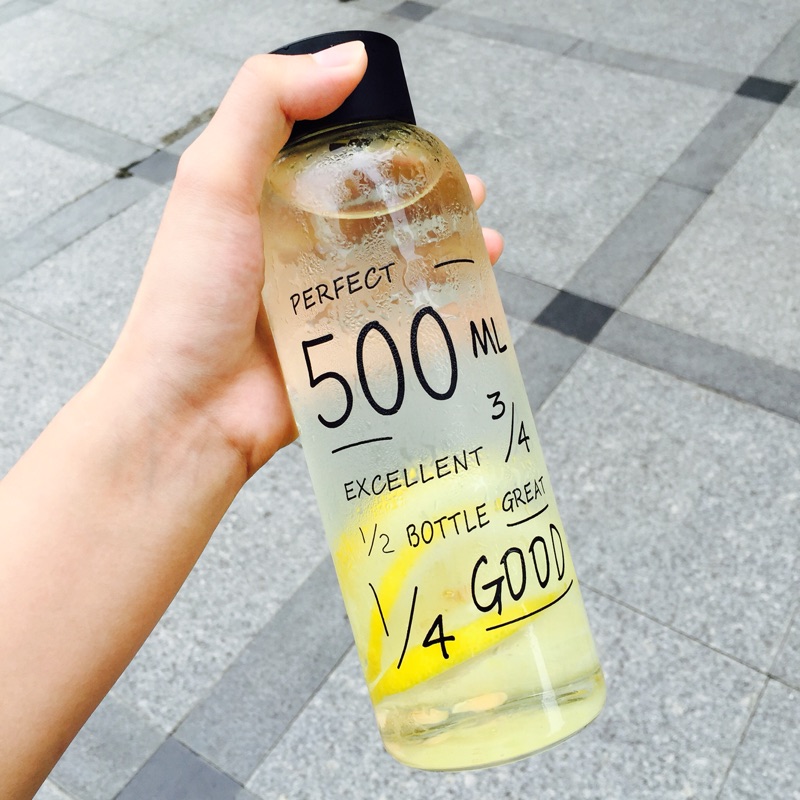 PERFECT
500 ML
3/4
EXCELLENT
1/2 BOTTLE GREAT
1/4 GOOD